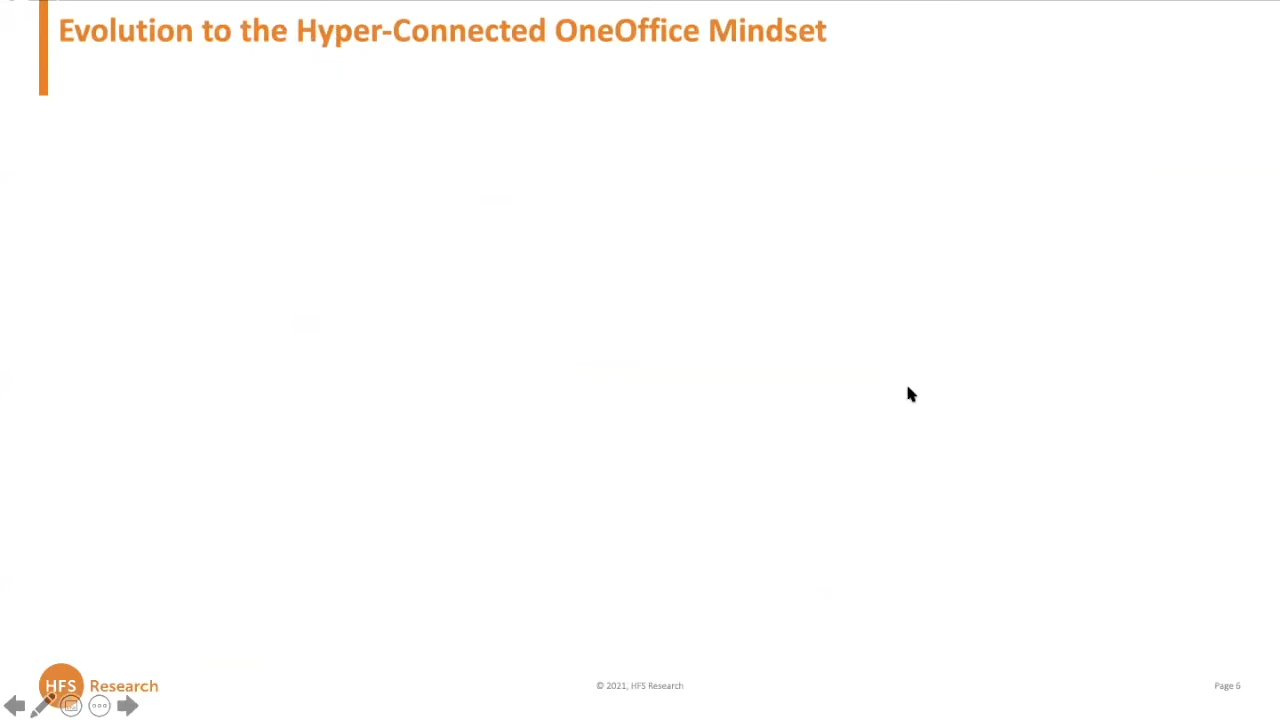 Evolution to the Hyper-Connected OneOffice Mindset
HFS Research
© 2021, HFS Research
Page 6